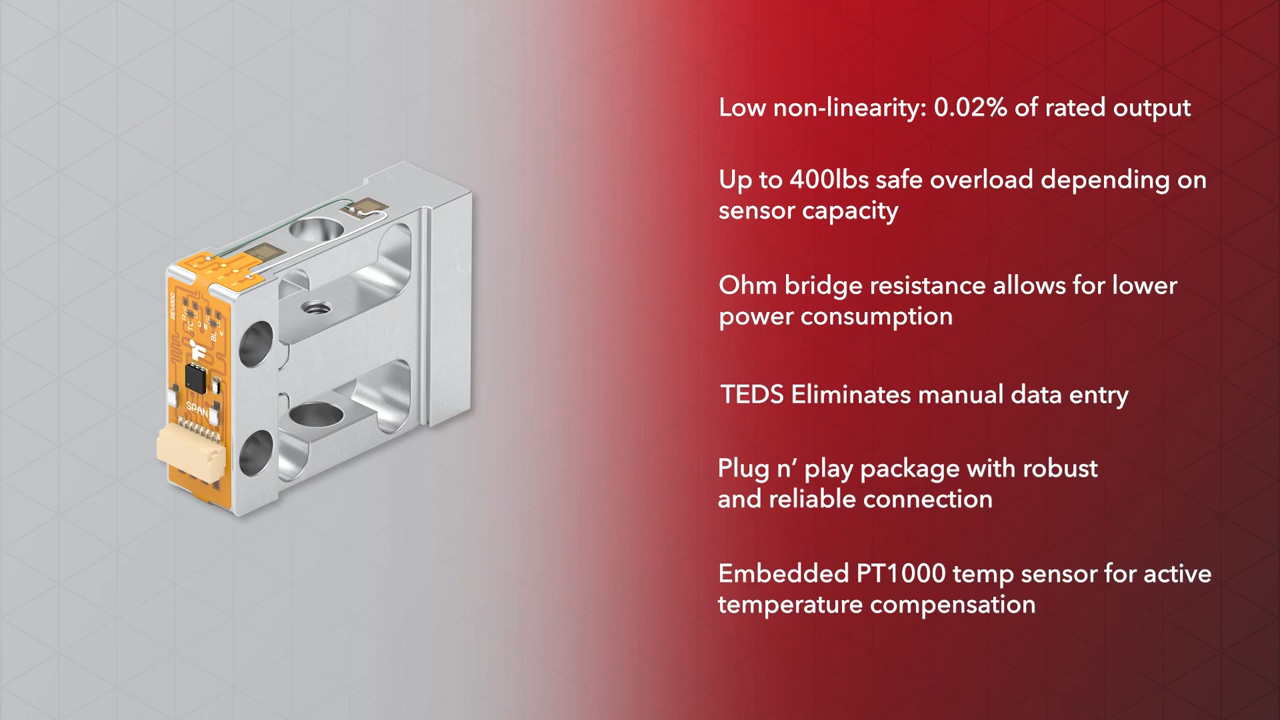 Low non-linearity: 0.02% of rated output
Up to 400lbs safe overload depending on
sensor capacity
Ohm bridge resistance allows for lower
power consumption
TEDS Eliminates manual data entry
Plug n’ play package with robust
and reliable connection
Embedded PT1000 temp sensor for active
temperature compensation
SPAN